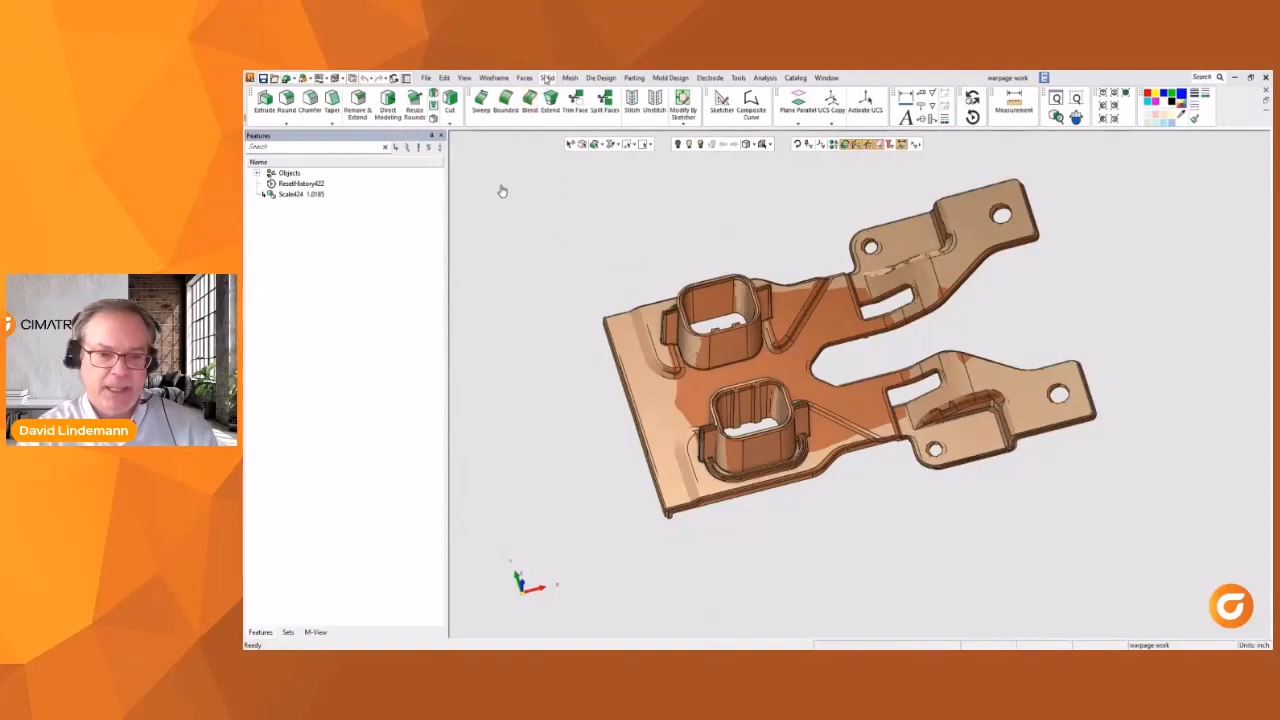 File Edit View Wireframe Faces Solid Mesh Die Design Parting Mold Design Electrode Tools Analysis Catalog Window
warpage work
Search
Extrude Round Chamfer Taper Remove & Extend Direct Modeling Resize Rounds Cut
Sweep Bounded Blend Extend Trim Face Split Faces Stitch Unstitch Modify By Sketcher
Sketcher Composite Curve
Plane Parallel UCS Copy Activate UCS
Measurement
Features
Search
Name
Objects
ResetHistory422
Scale424 1.0185
CIMATR
David Lindemann
X
Features Sets M-View
Ready
warpage work
Units: inch